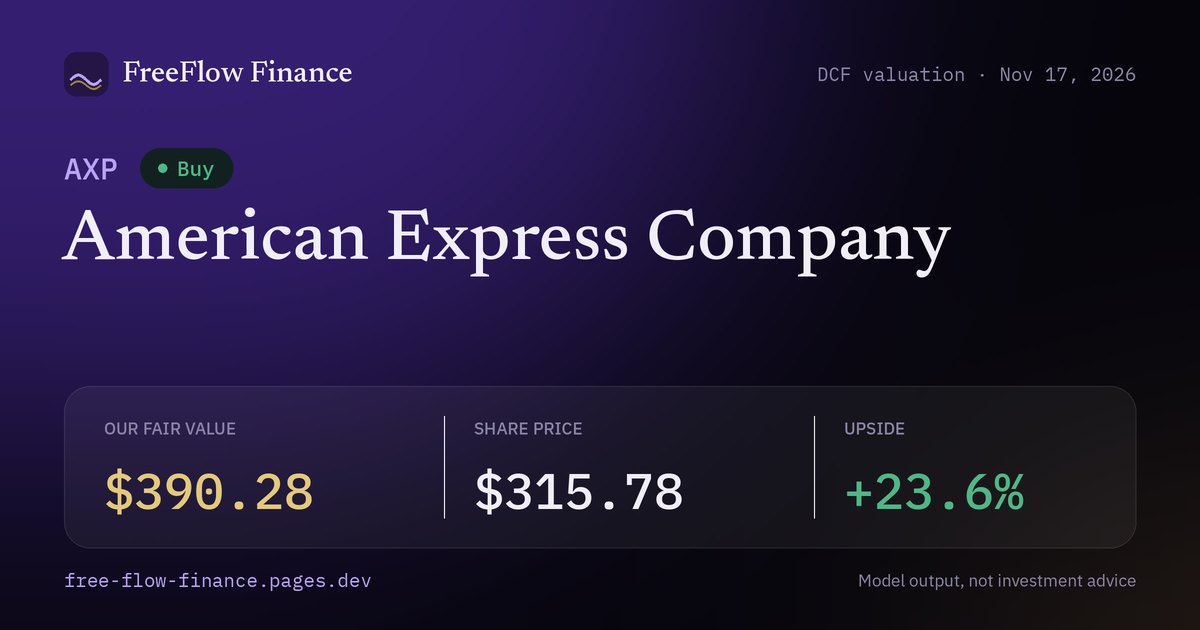 FreeFlow Finance
DCF valuation · Nov 17, 2026
AXP
Buy
American Express Company
OUR FAIR VALUE
$390.28
SHARE PRICE
$315.78
UPSIDE
+23.6%
free-flow-finance.pages.dev
Model output, not investment advice